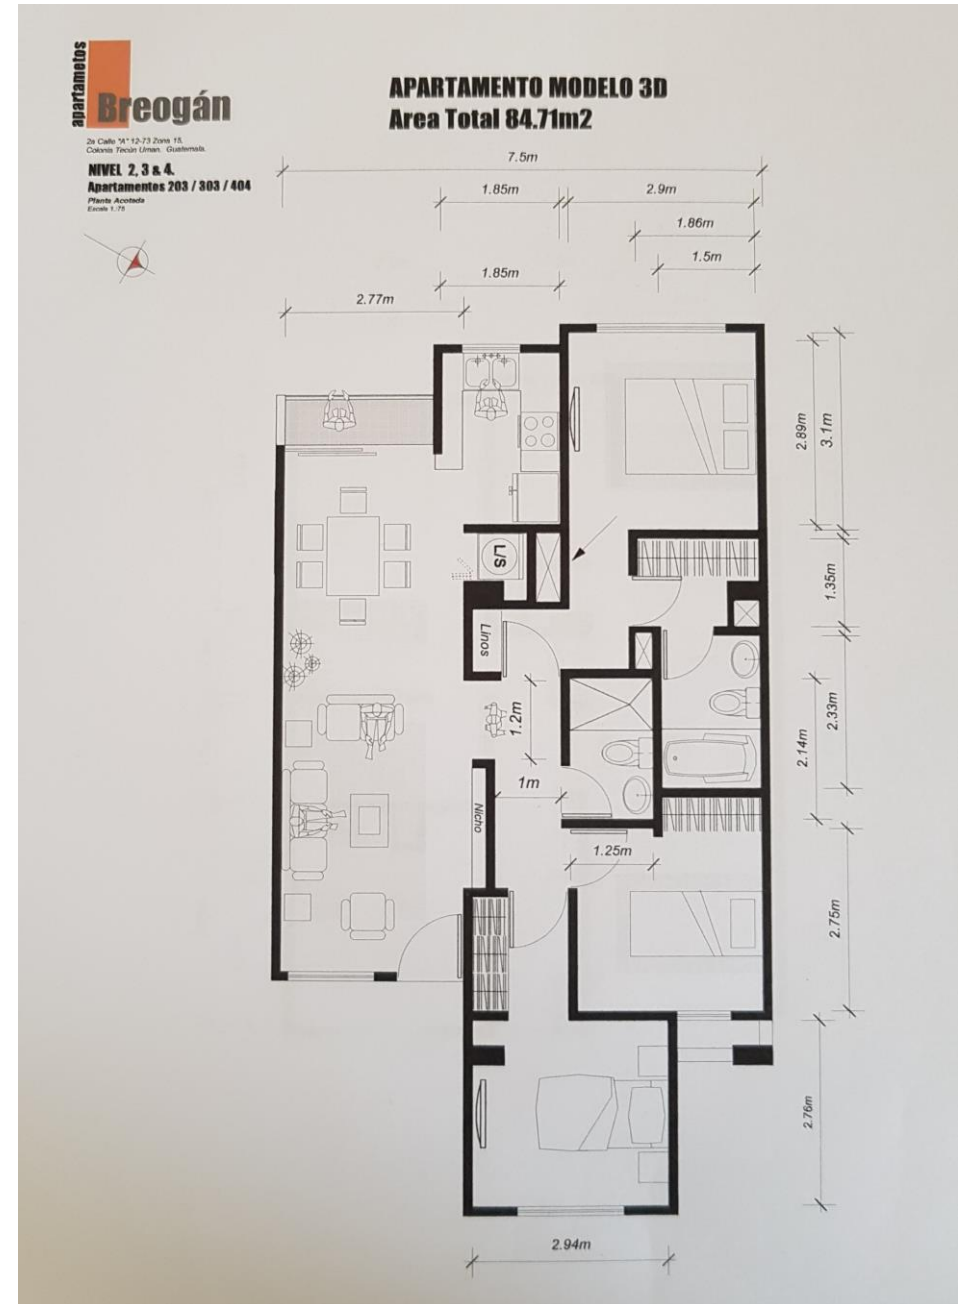 apartametos
Breogán
2a Calle "A" 12-73 Zona 15.
Colonia Tecún Uman. Guatemala.
NIVEL 2, 3 & 4.
Apartamentos 203 / 303 / 404
Planta Acotada
Escala 1:75
APARTAMENTO MODELO 3D
Area Total 84.71m2
7.5m
1.85m
2.9m
1.86m
1.5m
1.85m
2.77m
2.89m
3.1m
L/S
1.35m
Linos
1.2m
2.33m
2.14m
1m
Nicho
1.25m
2.75m
2.76m
2.94m